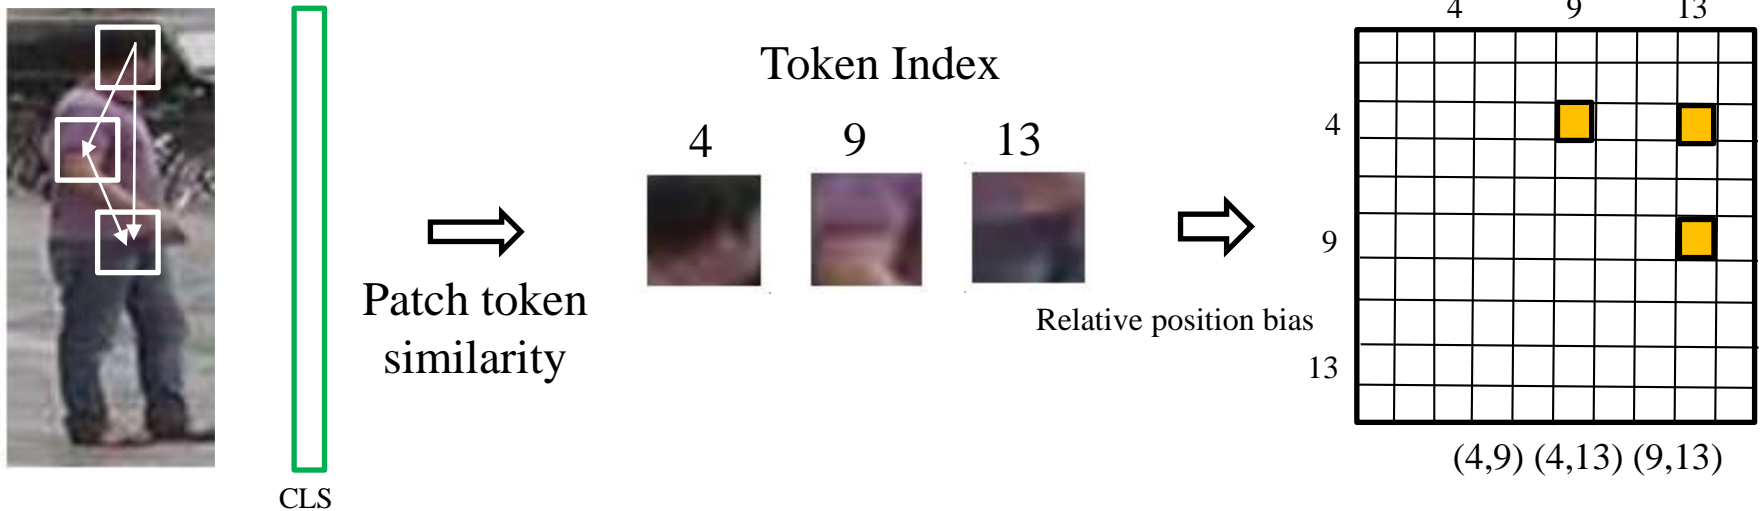 CLS
Patch token
similarity
Token Index
4 9 13
Relative position bias
4 9 13
4
9
13
(4,9) (4,13) (9,13)